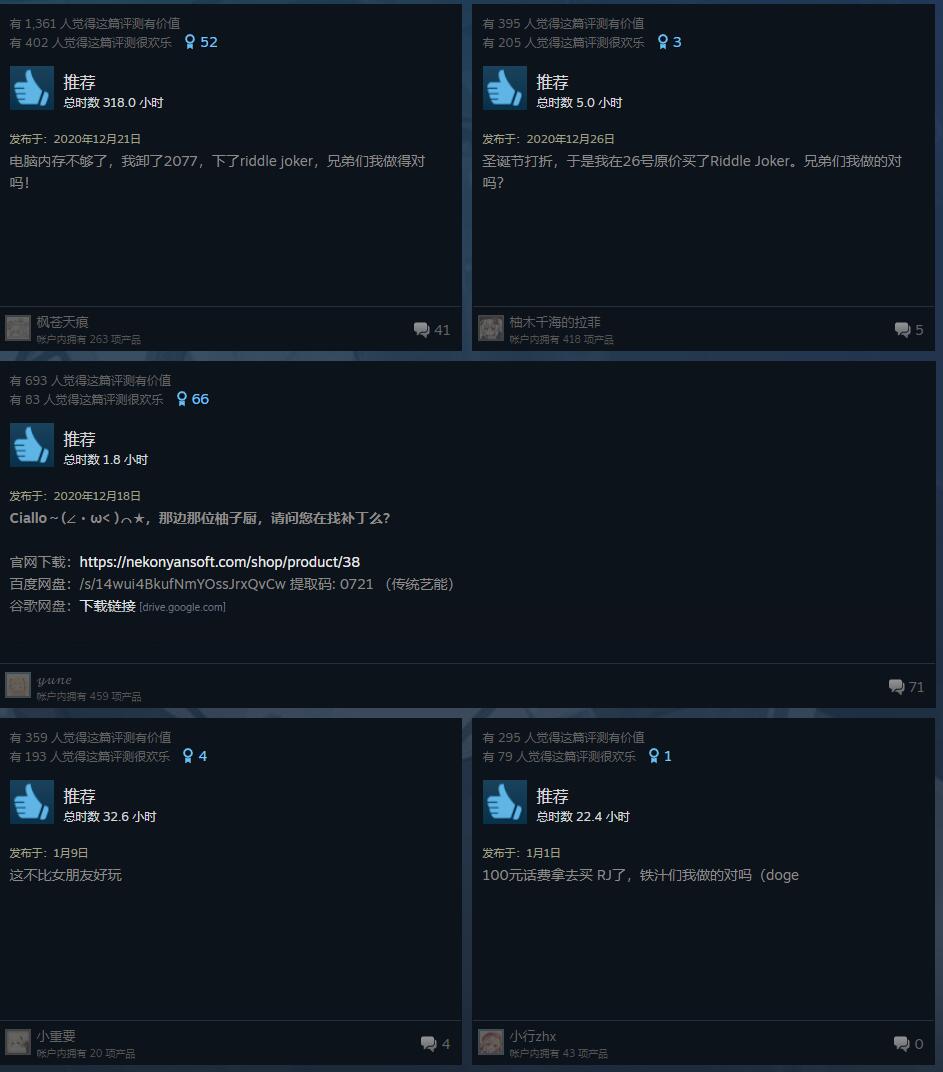 有 1,361 人觉得这篇评测有价值
有 402 人觉得这篇评测很欢乐 52
推荐
总时数 318.0 小时
发布于：2020年12月21日
电脑内存不够了，我卸了2077，下了riddle joker，兄弟们我做得对
吗！
枫苍天痕
帐户内拥有 263 项产品
41
有 395 人觉得这篇评测有价值
有 205 人觉得这篇评测很欢乐 3
推荐
总时数 5.0 小时
发布于：2020年12月26日
圣诞节打折，于是我在26号原价买了Riddle Joker。兄弟们我做的对
吗？
柚木千海的拉菲
帐户内拥有 418 项产品
5
有 693 人觉得这篇评测有价值
有 83 人觉得这篇评测很欢乐 66
推荐
总时数 1.8 小时
发布于：2020年12月18日
Ciallo～(∠・ω< )⌒★，那边那位柚子厨，请问您在找补丁么？
官网下载：https://nekonyansoft.com/shop/product/38
百度网盘：/s/14wui4BkufNmYOssJrxQvCw 提取码: 0721 （传统艺能）
谷歌网盘：下载链接 [drive.google.com]
𝔂𝓾𝓷𝓮
帐户内拥有 459 项产品
71
有 359 人觉得这篇评测有价值
有 193 人觉得这篇评测很欢乐 4
推荐
总时数 32.6 小时
发布于：1月9日
这不比女朋友好玩
小重要
帐户内拥有 20 项产品
4
有 295 人觉得这篇评测有价值
有 79 人觉得这篇评测很欢乐 1
推荐
总时数 22.4 小时
发布于：1月1日
100元话费拿去买 RJ了，铁汁们我做的对吗（doge
小行zhx
帐户内拥有 43 项产品
0